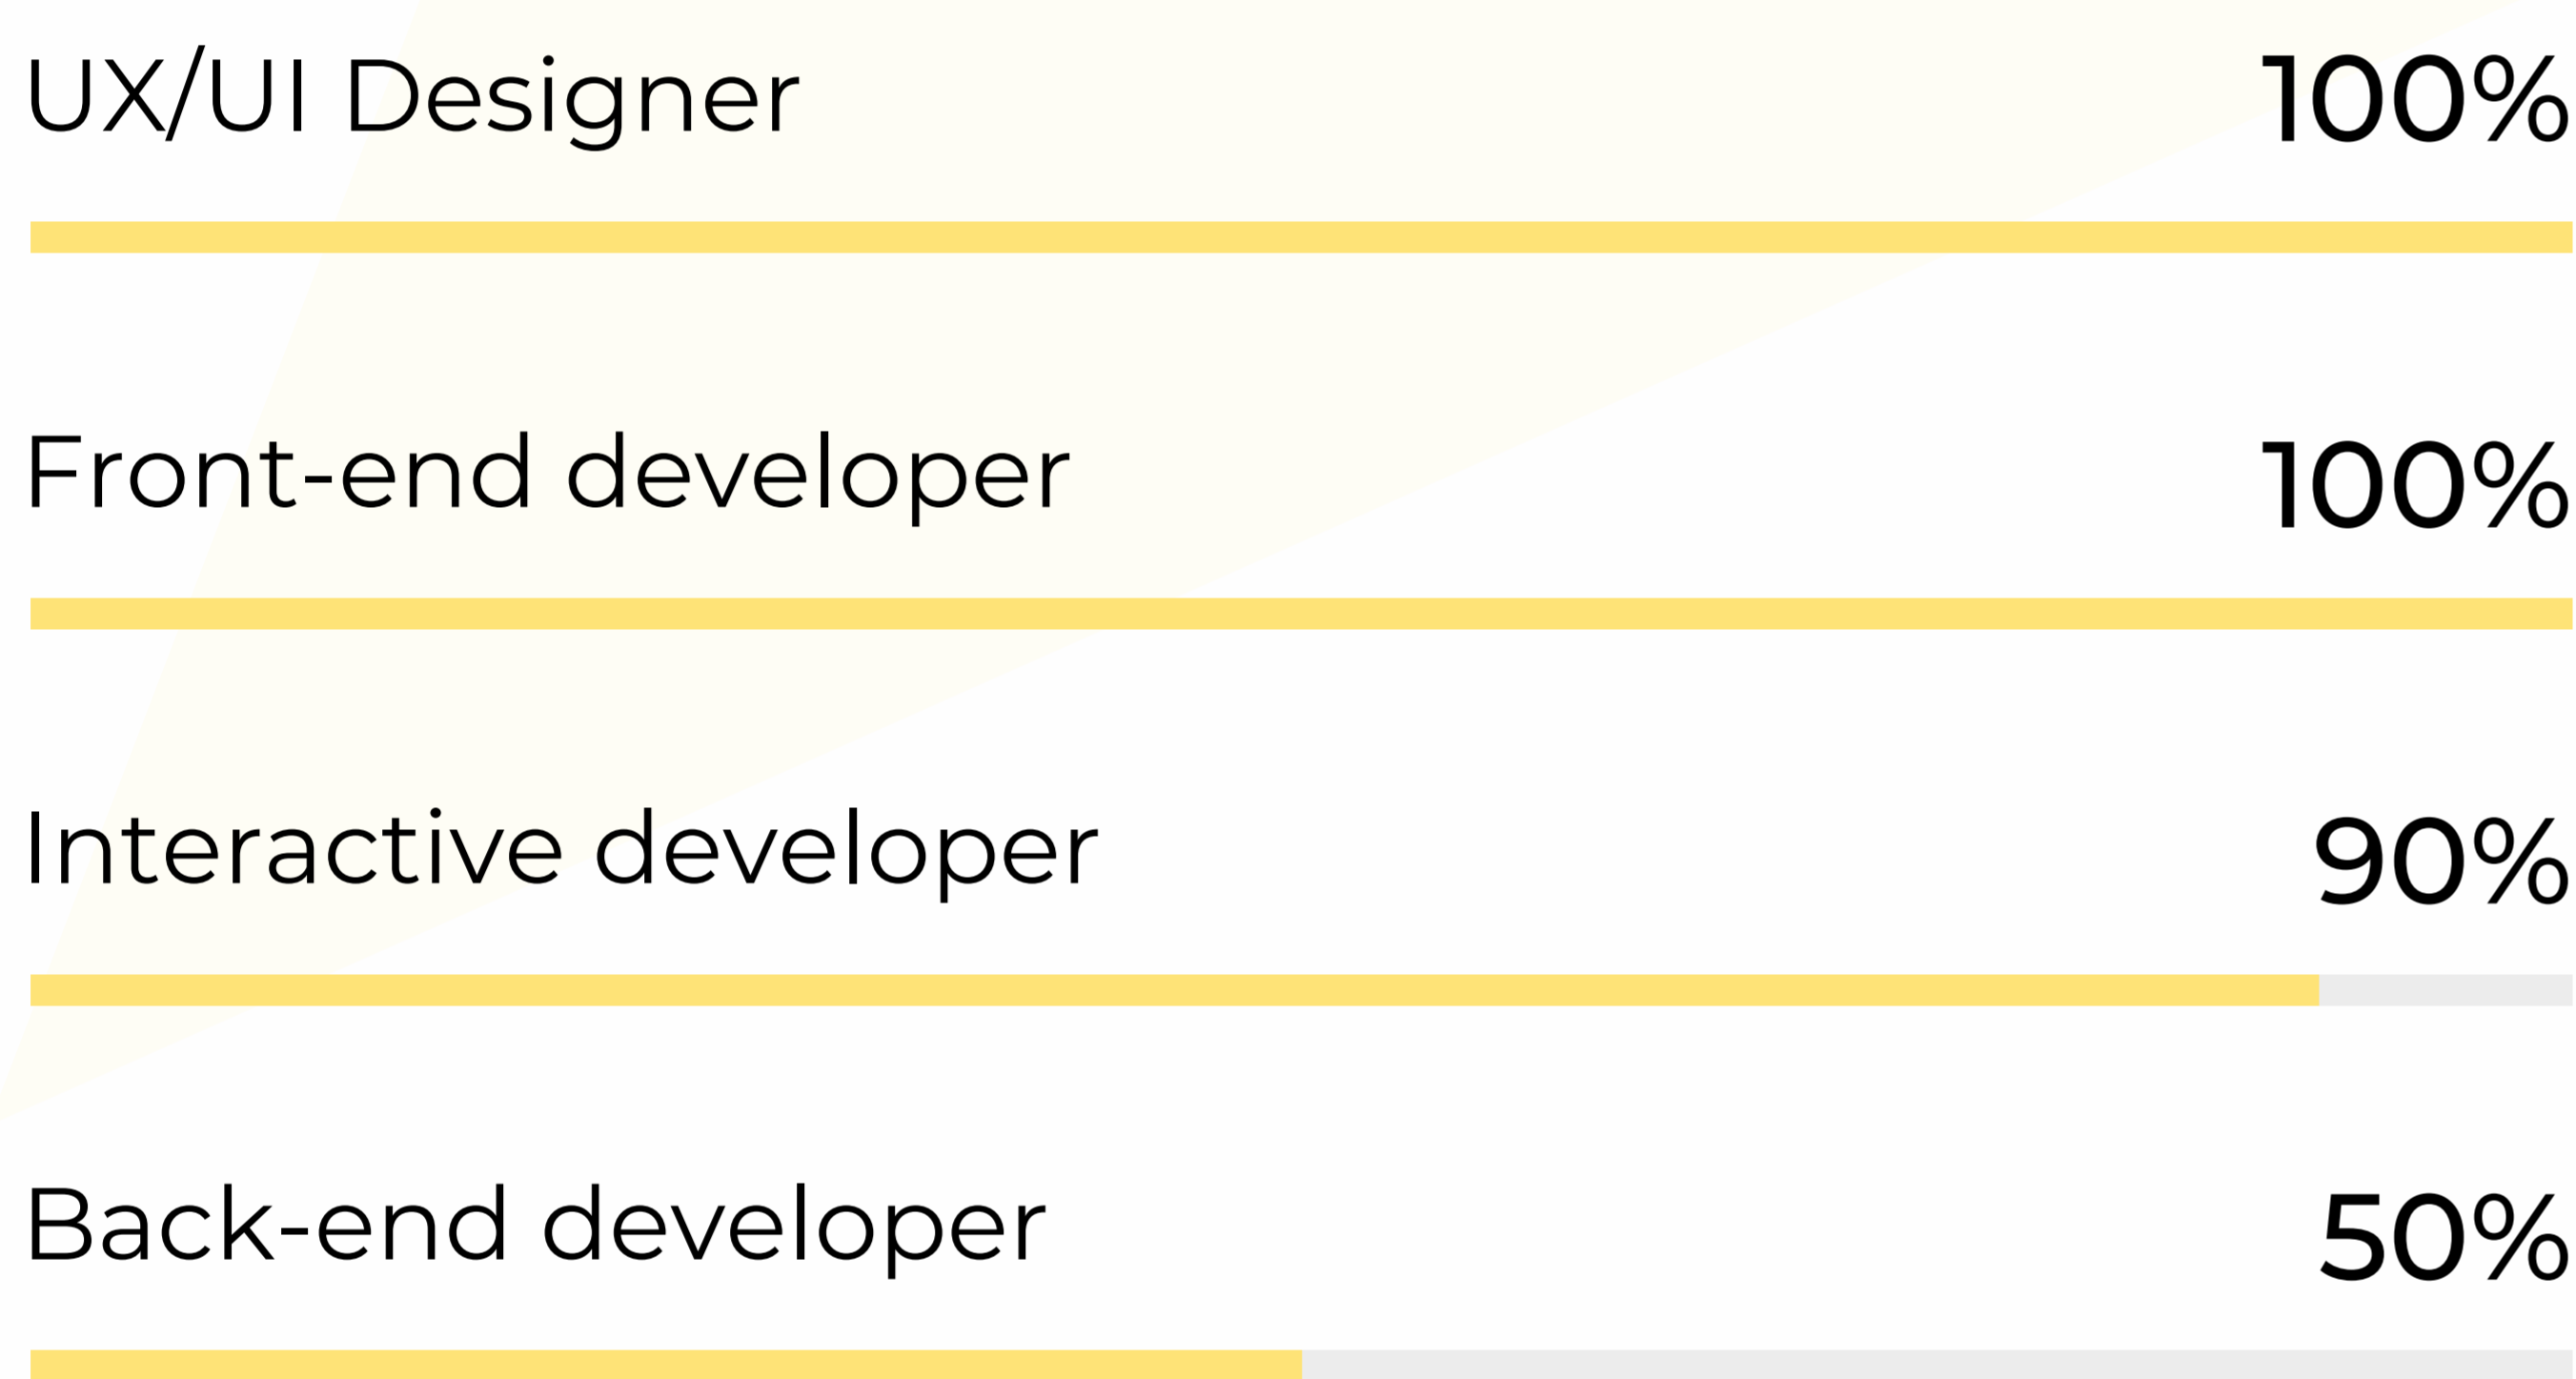 UX/UI Designer 100%
Front-end developer 100%
Interactive developer 90%
Back-end developer 50%